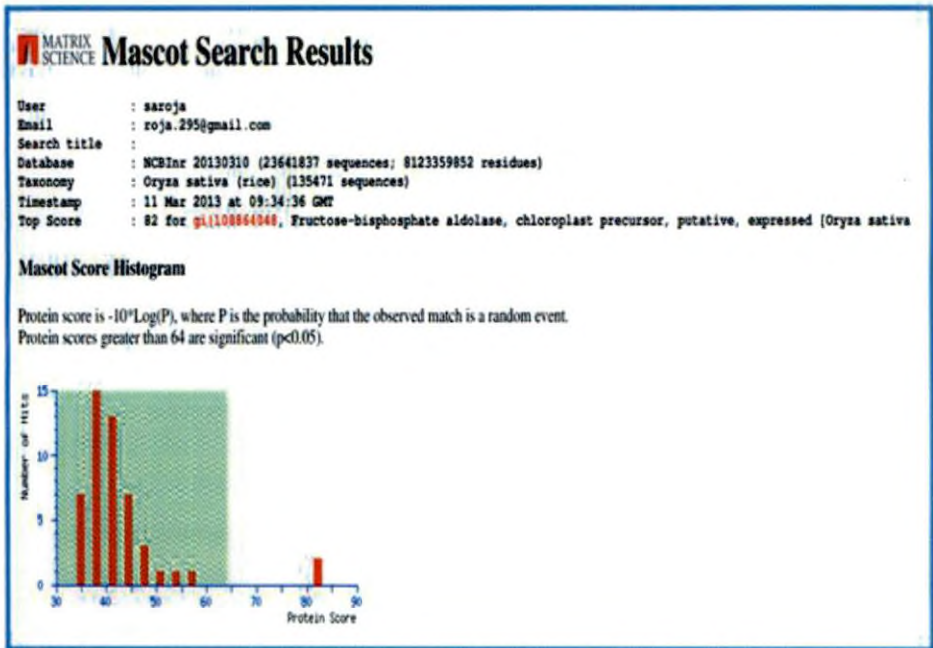 MATRIX
SCIENCE
Mascot Search Results
User : saroja
Email : roja.295@gmail.com
Search title :
Database : NCBInr 20130310 (23641837 sequences; 8123359852 residues)
Taxonomy : Oryza sativa (rice) (135471 sequences)
Timestamp : 11 Mar 2013 at 09:34:36 GMT
Top Score : 82 for gi|108864048, Fructose-bisphosphate aldolase, chloroplast precursor, putative, expressed [Oryza sativa
Mascot Score Histogram
Protein score is -10*Log(P), where P is the probability that the observed match is a random event.
Protein scores greater than 64 are significant (p<0.05).
Number of Hits
15
10
5
0
30 40 50 60 70 80 90
Protein Score